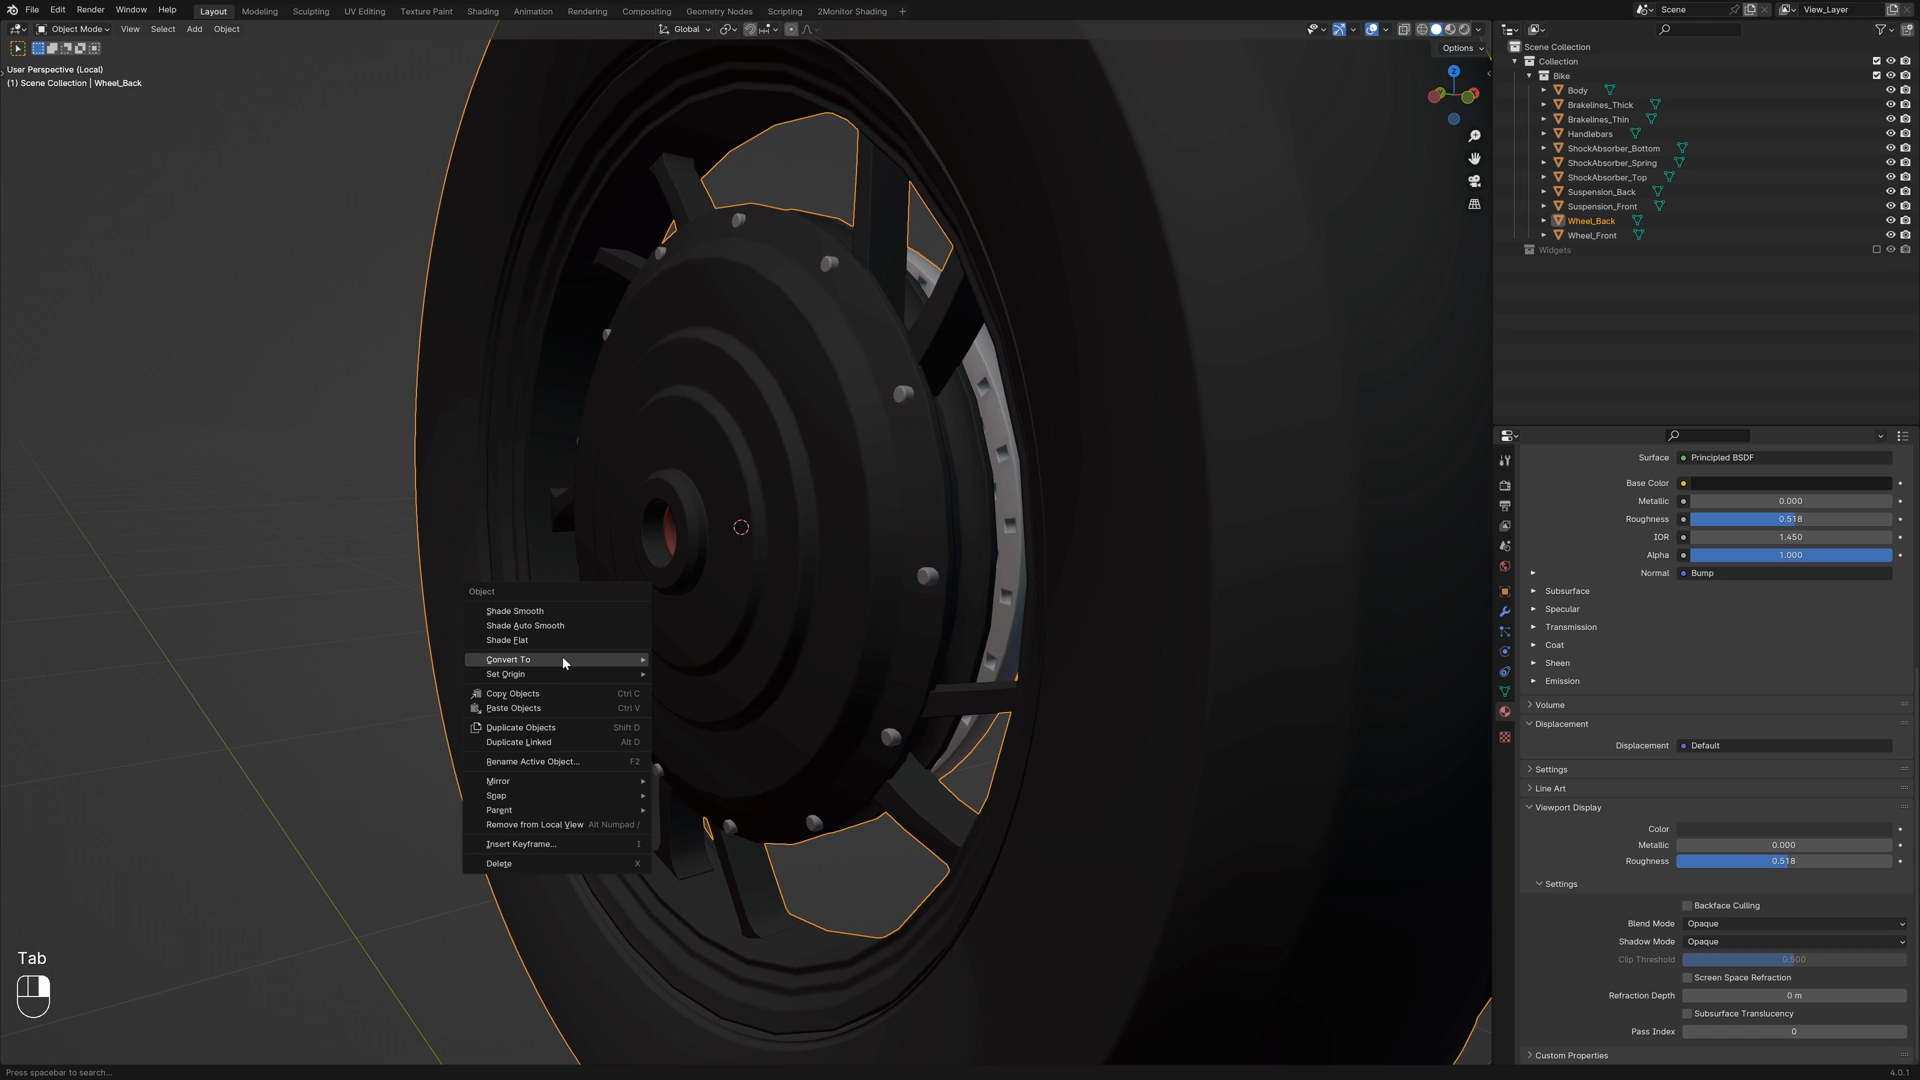 File Edit Render Window Help Layout Modeling Sculpting UV Editing Texture Paint Shading Animation Rendering Compositing Geometry Nodes Scripting 2Monitor Shading + Scene View_Layer
Object Mode View Select Add Object Global
Options
User Perspective (Local)
(1) Scene Collection | Wheel_Back
Z
Scene Collection
Collection
Bike
Body
Brakelines_Thick
Brakelines_Thin
Handlebars
ShockAbsorber_Bottom
ShockAbsorber_Spring
ShockAbsorber_Top
Suspension_Back
Suspension_Front
Wheel_Back
Wheel_Front
Widgets
Surface Principled BSDF
Base Color
Metallic 0.000
Roughness 0.518
IOR 1.450
Alpha 1.000
Normal Bump
Subsurface
Specular
Transmission
Coat
Sheen
Emission
Volume
Displacement
Displacement Default
Settings
Line Art
Viewport Display
Color
Metallic 0.000
Roughness 0.518
Settings
Backface Culling
Blend Mode Opaque
Shadow Mode Opaque
Clip Threshold 0.500
Screen Space Refraction
Refraction Depth 0 m
Subsurface Translucency
Pass Index 0
Custom Properties
Object
Shade Smooth
Shade Auto Smooth
Shade Flat
Convert To
Set Origin
Copy Objects Ctrl C
Paste Objects Ctrl V
Duplicate Objects Shift D
Duplicate Linked Alt D
Rename Active Object... F2
Mirror
Snap
Parent
Remove from Local View Alt Numpad /
Insert Keyframe... I
Delete X
Tab
Press spacebar to search... 4.0.1